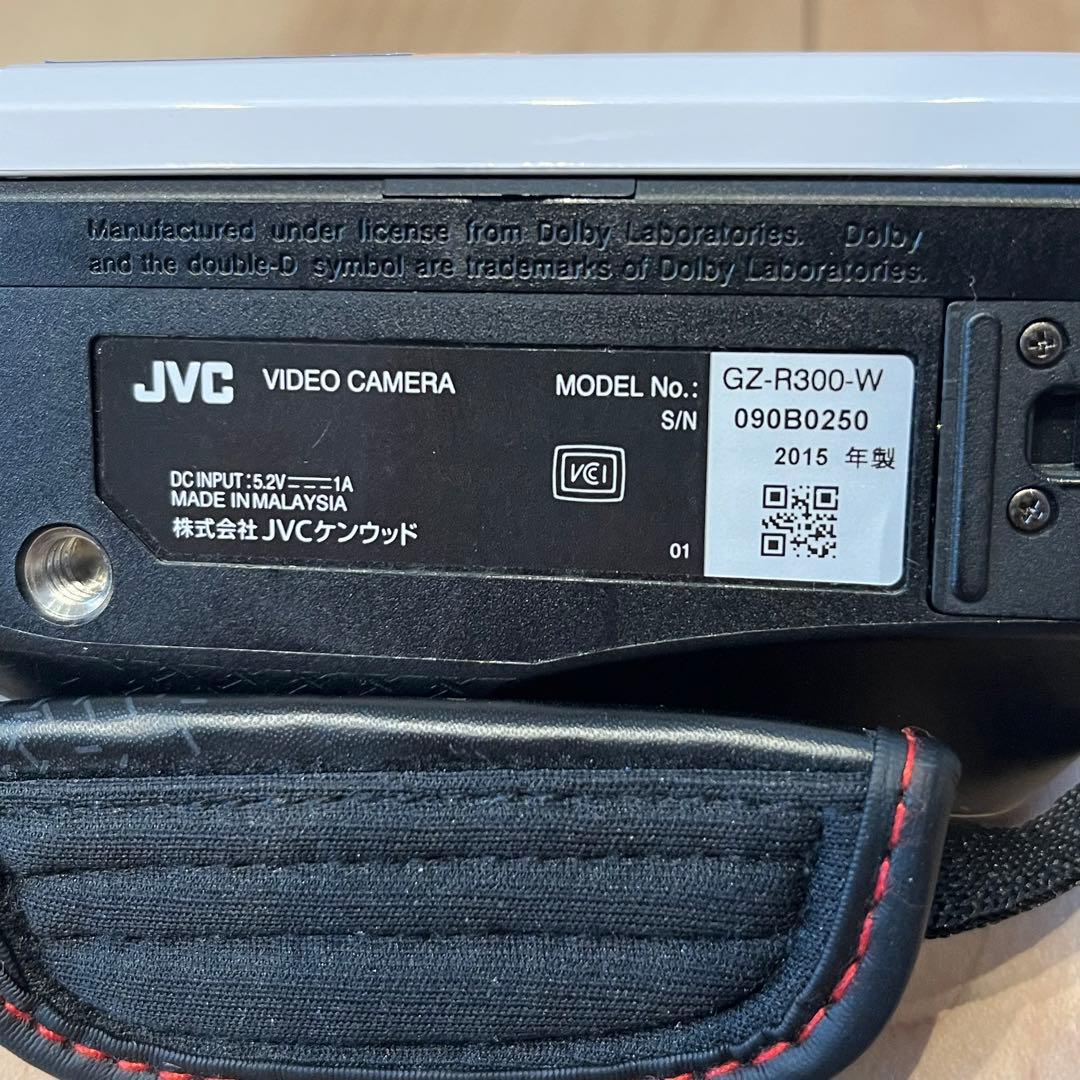 Manufactured under license from Dolby Laboratories. Dolby
and the double-D symbol are trademarks of Dolby Laboratories.
JVC VIDEO CAMERA
MODEL No.: GZ-R300-W
S/N 090B0250
2015 年製
VCCI
DC INPUT : 5.2V⎓1A
MADE IN MALAYSIA
株式会社 JVCケンウッド
01